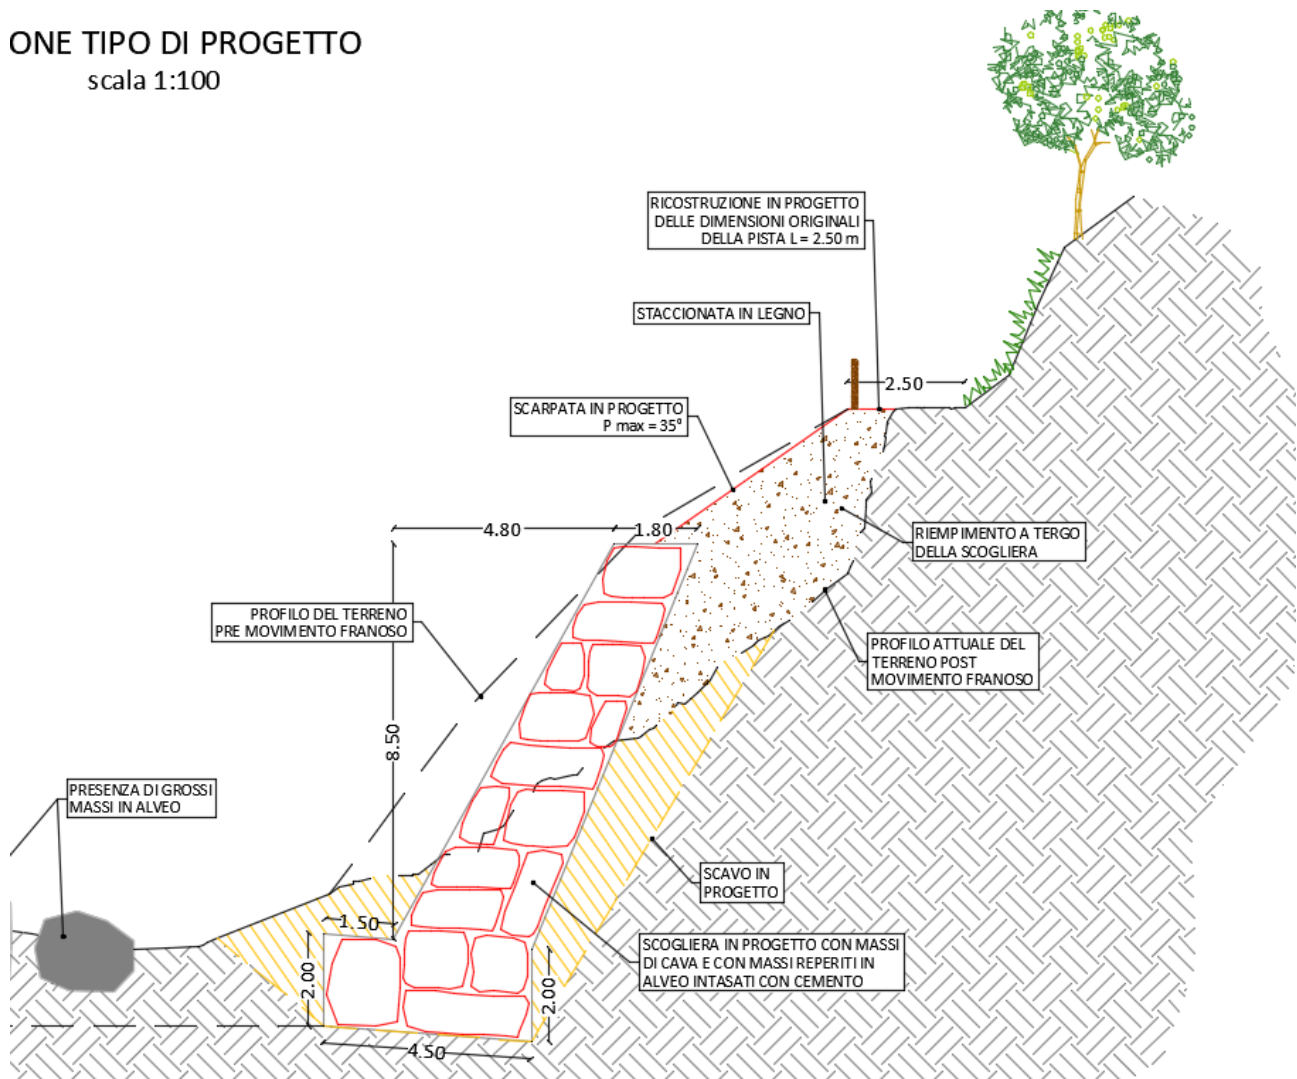 ONE TIPO DI PROGETTO
scala 1:100
RICOSTRUZIONE IN PROGETTO
DELLE DIMENSIONI ORIGINALI
DELLA PISTA L = 2.50 m
STACCIONATA IN LEGNO
2.50
SCARPATA IN PROGETTO
P max = 35°
4.80
1.80
RIEMPIMENTO A TERGO
DELLA SCOGLIERA
PROFILO DEL TERRENO
PRE MOVIMENTO FRANOSO
PROFILO ATTUALE DEL
TERRENO POST
MOVIMENTO FRANOSO
8.50
PRESENZA DI GROSSI
MASSI IN ALVEO
SCAVO IN
PROGETTO
1.50
SCOGLIERA IN PROGETTO CON MASSI
DI CAVA E CON MASSI REPERITI IN
ALVEO INTASATI CON CEMENTO
2.00
2.00
4.50